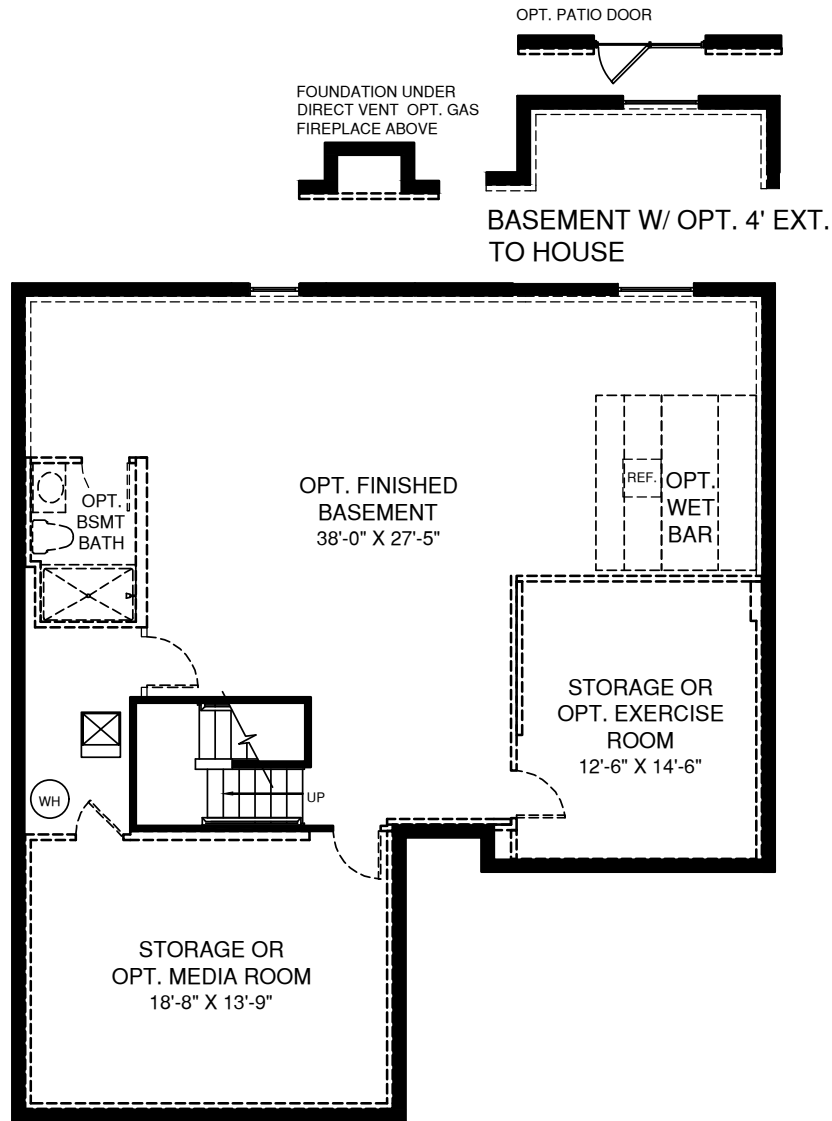 OPT. PATIO DOOR
FOUNDATION UNDER
DIRECT VENT OPT. GAS
FIREPLACE ABOVE
BASEMENT W/ OPT. 4' EXT.
TO HOUSE
OPT. FINISHED
BASEMENT
38'-0" X 27'-5"
REF.
OPT.
WET
BAR
OPT.
BSMT
BATH
STORAGE OR
OPT. EXERCISE
ROOM
12'-6" X 14'-6"
WH
UP
STORAGE OR
OPT. MEDIA ROOM
18'-8" X 13'-9"